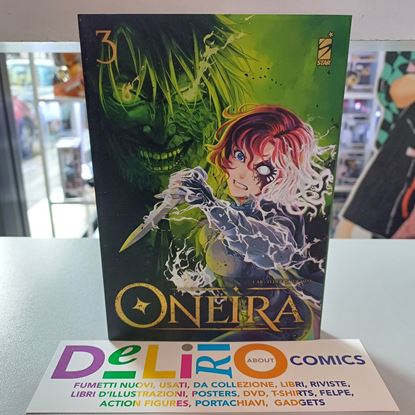 3
STAR
ONEIRA
DeLiRiO ABOUT COMICS
FUMETTI NUOVI, USATI, DA COLLEZIONE, LIBRI, RIVISTE,
LIBRI D'ILLUSTRAZIONI, POSTERS, DVD, T-SHIRTS, FELPE,
ACTION FIGURES, PORTACHIAVI, GADGETS